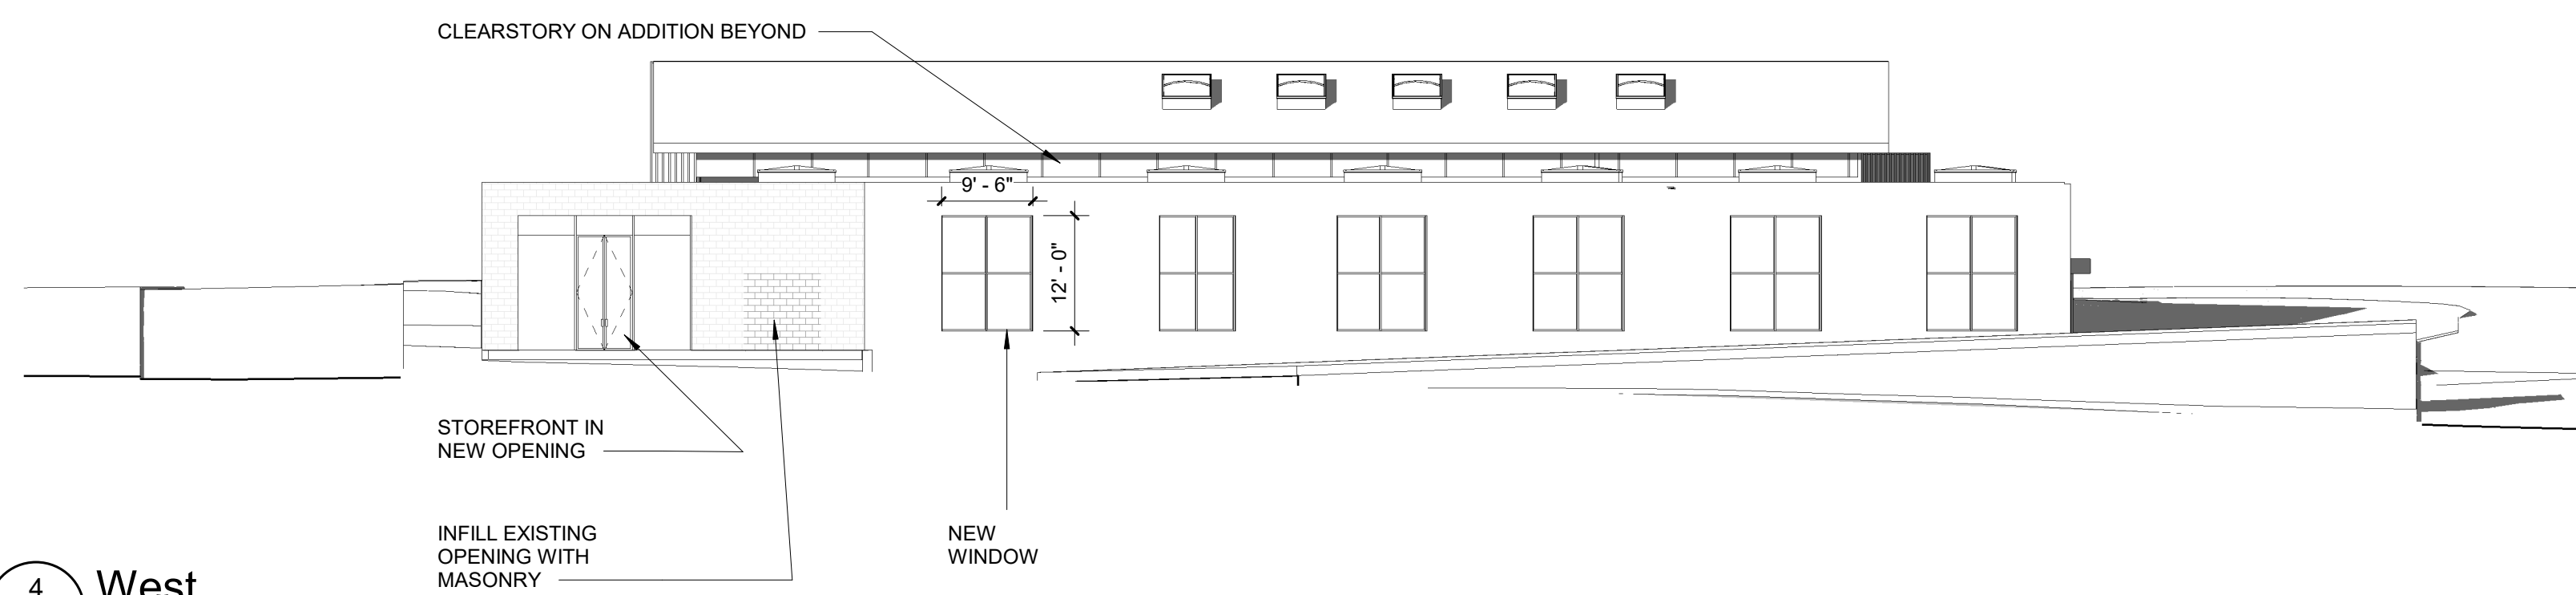 CLEARSTORY ON ADDITION BEYOND
9' - 6"
12' - 0"
STOREFRONT IN
NEW OPENING
INFILL EXISTING
OPENING WITH
MASONRY
NEW
WINDOW
4
West